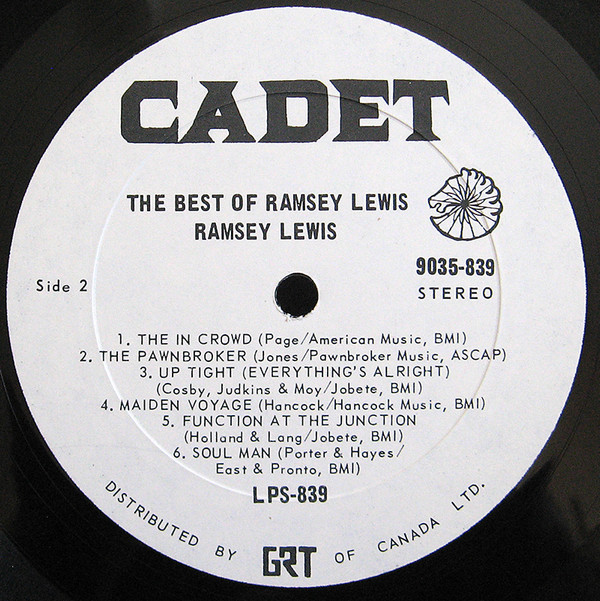 CADET
THE BEST OF RAMSEY LEWIS
RAMSEY LEWIS
9035-839
STEREO
Side 2
1. THE IN CROWD (Page/American Music, BMI)
2. THE PAWNBROKER (Jones/Pawnbroker Music, ASCAP)
3. UP TIGHT (EVERYTHING'S ALRIGHT)
(Cosby, Judkins & Moy/Jobete, BMI)
4. MAIDEN VOYAGE (Hancock/Hancock Music, BMI)
5. FUNCTION AT THE JUNCTION
(Holland & Lang/Jobete, BMI)
6. SOUL MAN (Porter & Hayes/
East & Pronto, BMI)
LPS-839
DISTRIBUTED BY GRT OF CANADA LTD.